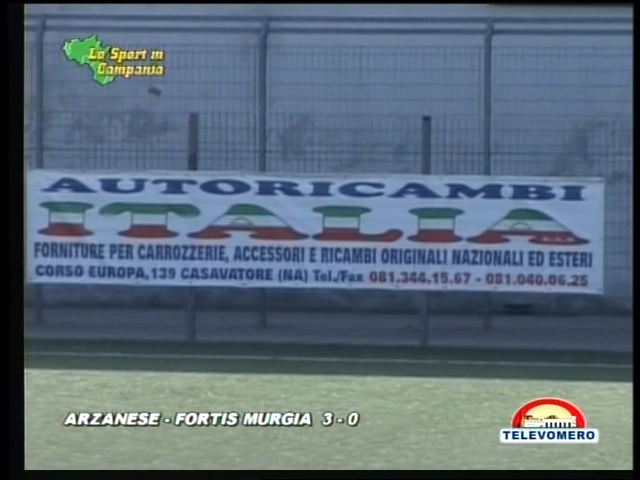 Lo Sport in
Campania
AUTORICAMBI
ITALIA
S.R.L.
FORNITURE PER CARROZZERIE, ACCESSORI E RICAMBI ORIGINALI NAZIONALI ED ESTERI
CORSO EUROPA,139 CASAVATORE (NA) Tel./Fax 081.344.15.67 - 081.040.06.25
ARZANESE - FORTIS MURGIA 3 - 0
TELEVOMERO